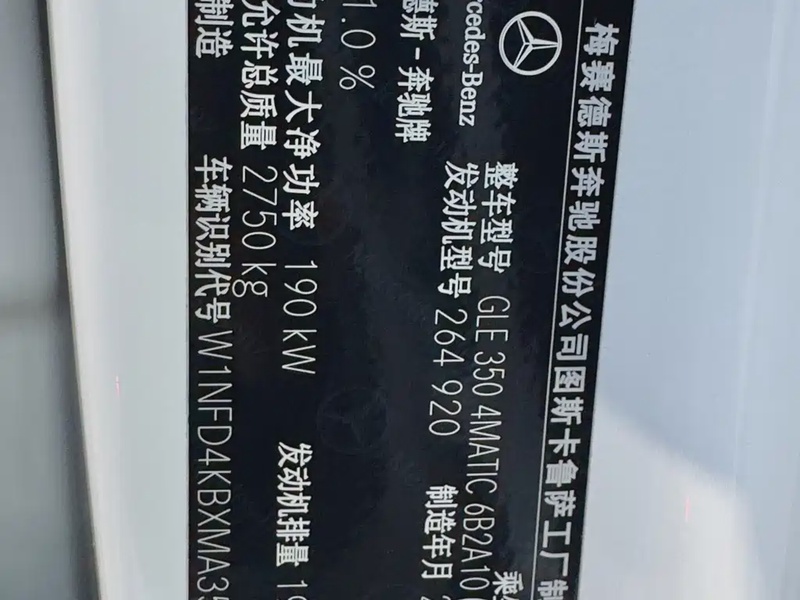 梅赛德斯奔驰股份公司图斯卡鲁萨工厂制
Mercedes-Benz
整车型号 GLE 350 4MATIC 6B2A10
德斯-奔驰牌
发动机型号 264 920
制造年月
1.0 %
机最大净功率 190 kW
发动机排量
允许总质量 2750 kg
制造
车辆识别代号 W1NFD4KBXMA35